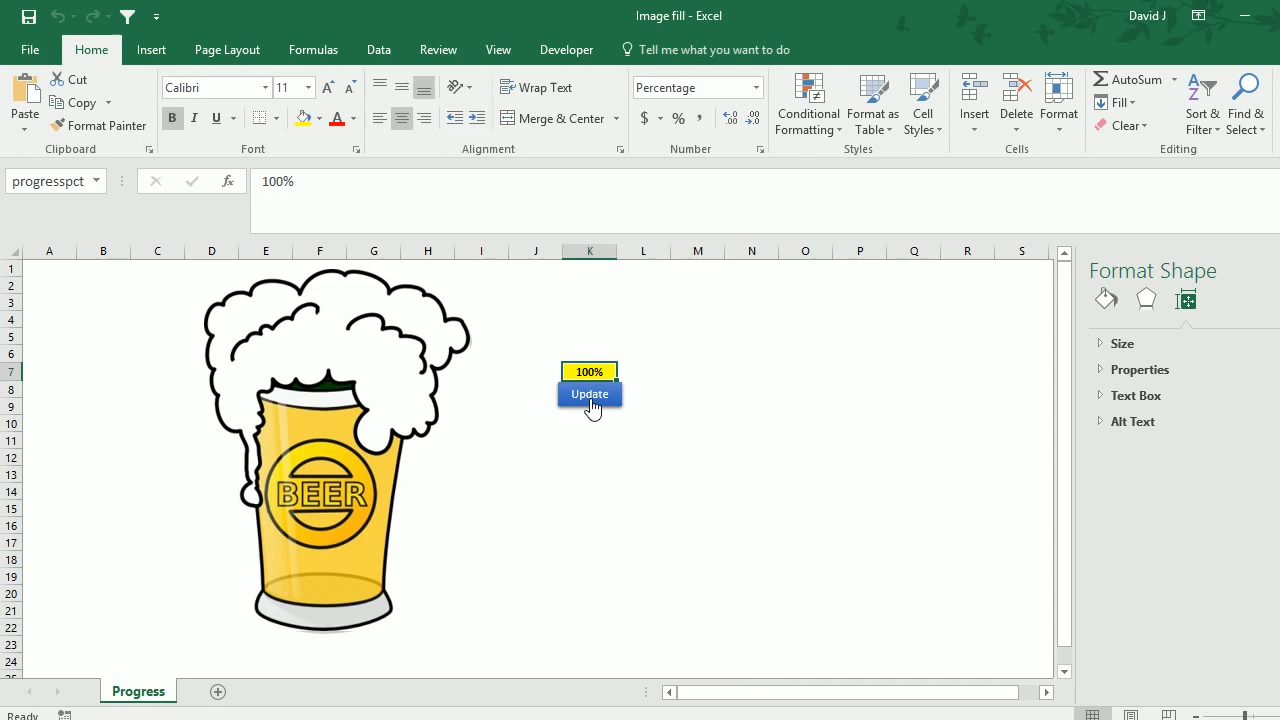 Image fill - Excel
David J
File Home Insert Page Layout Formulas Data Review View Developer Tell me what you want to do
Paste
Cut
Copy
Format Painter
Clipboard
Calibri 11 A A
B I U A
Font
Wrap Text
Merge & Center
Alignment
Percentage
$ % , .0 .00 .00 .0
Number
Conditional Formatting
Format as Table
Cell Styles
Styles
Insert Delete Format
Cells
AutoSum
Fill
Clear
Sort & Filter
Find & Select
Editing
progresspct fx 100%
A B C D E F G H I J K L M N O P Q R S
1
2
3
4
5
6
7
8
9
10
11
12
13
14
15
16
17
18
19
20
21
22
23
24
25
100%
Update
BEER
Format Shape
Size
Properties
Text Box
Alt Text
Progress
Ready